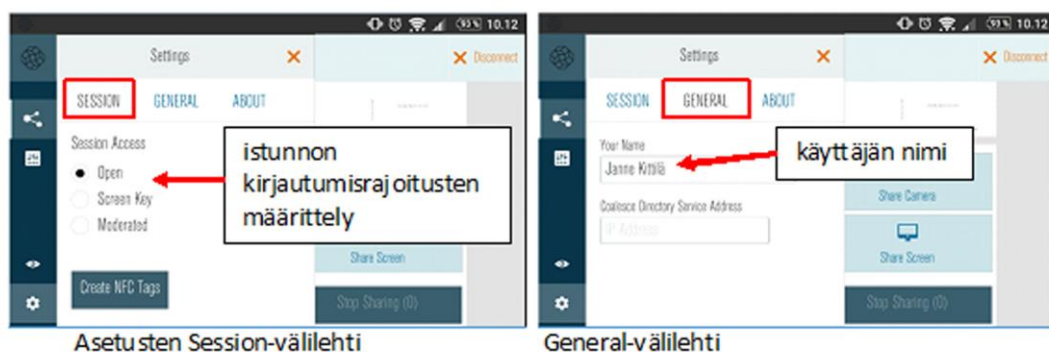 93% 10.12
Settings
Disconnect
SESSION GENERAL ABOUT
Session Access
Open
Screen Key
Moderated
istunnon
kirjautumisrajoitusten
määrittely
Create NFC Tags
Share Screen
Stop Sharing (0)
Asetusten Session-välilehti
93% 10.12
Settings
Disconnect
SESSION GENERAL ABOUT
Your Name
Janne Kittilä
käyttäjän nimi
Coalesce Directory Service Address
IP Address
Share Camera
Share Screen
Stop Sharing (0)
General-välilehti